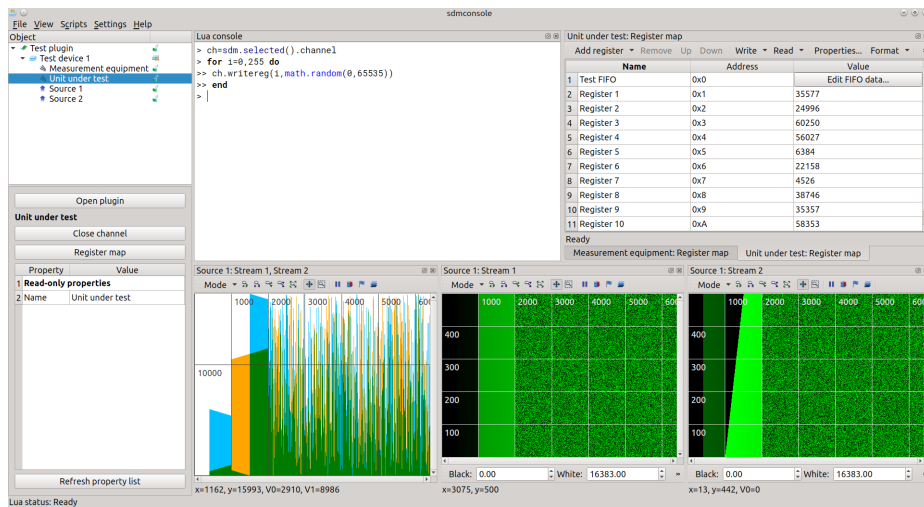 sdmconsole
File View Scripts Settings Help
Object
Test plugin
Test device 1
Measurement equipment
Unit under test
Source 1
Source 2
Open plugin
Unit under test
Close channel
Register map
Property Value
1 Read-only properties
2 Name Unit under test
Refresh property list
Lua status: Ready
Lua console
> ch=sdm.selected().channel
> for i=0,255 do
>> ch.writereg(i,math.random(0,65535))
>> end
>
Unit under test: Register map
Add register Remove Up Down Write Read Properties... Format
Name Address Value
1 Test FIFO 0x0 Edit FIFO data...
2 Register 1 0x1 35577
3 Register 2 0x2 24996
4 Register 3 0x3 60250
5 Register 4 0x4 56027
6 Register 5 0x5 6384
7 Register 6 0x6 22158
8 Register 7 0x7 4526
9 Register 8 0x8 38746
10 Register 9 0x9 35357
11 Register 10 0xA 58353
Ready
Measurement equipment: Register map Unit under test: Register map
Source 1: Stream 1, Stream 2
Mode
1000 2000 3000 4000 5000
10000
x=1162, y=15993, V0=2910, V1=8986
Source 1: Stream 1
Mode
1000 2000 3000 4000 5000
400
300
200
100
Black: 0.00 White: 16383.00 »
x=3075, y=500
Source 1: Stream 2
Mode
1000 2000 3000 4000 5000
400
300
200
100
Black: 0.00 White: 16383.00
x=13, y=442, V0=0